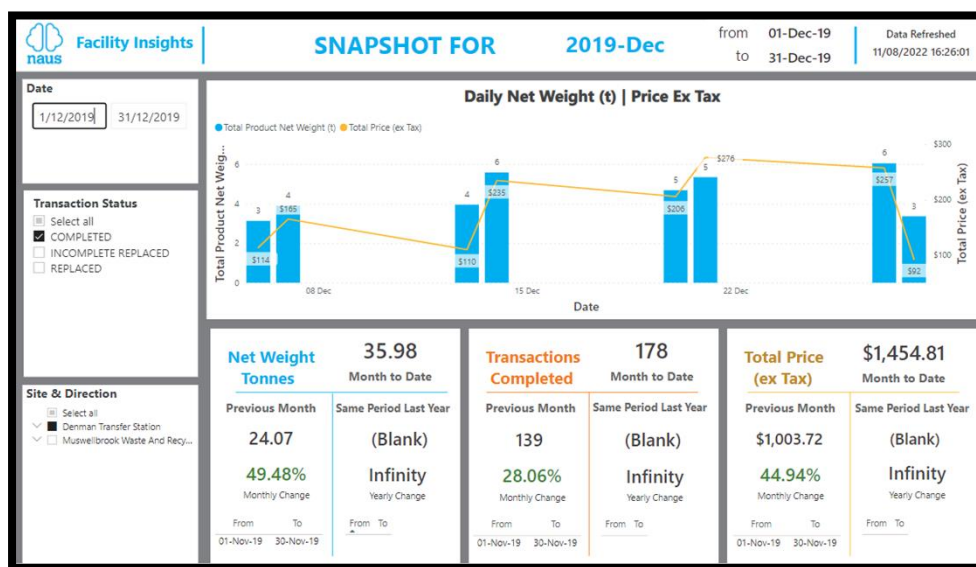 naus
Facility Insights
SNAPSHOT FOR 2019-Dec
from 01-Dec-19
to 31-Dec-19
Data Refreshed
11/08/2022 16:26:01
Date
1/12/2019 31/12/2019
Transaction Status
Select all
COMPLETED
INCOMPLETE REPLACED
REPLACED
Site & Direction
Select all
Denman Transfer Station
Muswellbrook Waste And Recy...
Daily Net Weight (t) | Price Ex Tax
Total Product Net Weight (t) Total Price (ex Tax)
Total Product Net Weig...
6
4
2
0
3
4
4
6
5
5
6
3
$114
$165
$110
$235
$206
$276
$257
$92
$300
$200
$100
Total Price (ex Tax)
08 Dec 15 Dec 22 Dec
Date
Net Weight
Tonnes
35.98
Month to Date
Previous Month
24.07
49.48%
Monthly Change
From To
01-Nov-19 30-Nov-19
Same Period Last Year
(Blank)
Infinity
Yearly Change
From To
Transactions
Completed
178
Month to Date
Previous Month
139
28.06%
Monthly Change
From To
01-Nov-19 30-Nov-19
Same Period Last Year
(Blank)
Infinity
Yearly Change
From To
Total Price
(ex Tax)
$1,454.81
Month to Date
Previous Month
$1,003.72
44.94%
Monthly Change
From To
01-Nov-19 30-Nov-19
Same Period Last Year
(Blank)
Infinity
Yearly Change
From To